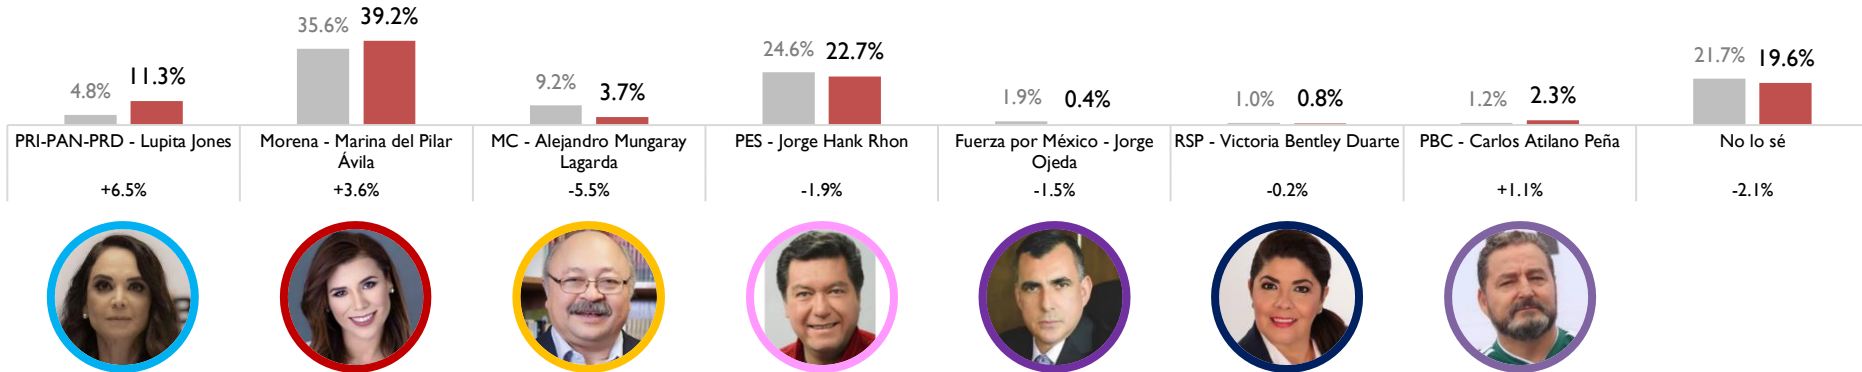 4.8% 11.3%
35.6% 39.2%
9.2% 3.7%
24.6% 22.7%
1.9% 0.4%
1.0% 0.8%
1.2% 2.3%
21.7% 19.6%
PRI-PAN-PRD - Lupita Jones
Morena - Marina del Pilar
Ávila
MC - Alejandro Mungaray
Lagarda
PES - Jorge Hank Rhon
Fuerza por México - Jorge
Ojeda
RSP - Victoria Bentley Duarte
PBC - Carlos Atilano Peña
No lo sé
+6.5%
+3.6%
-5.5%
-1.9%
-1.5%
-0.2%
+1.1%
-2.1%